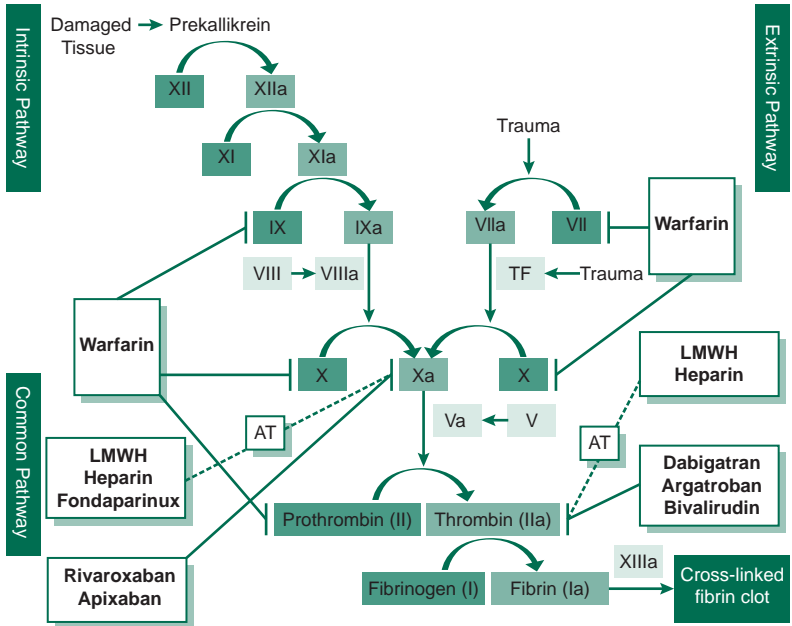 Intrinsic Pathway
Damaged
Tissue
Prekallikrein
Extrinsic Pathway
XII
XIIa
Trauma
XI
XIa
IX
IXa
VIIa
VII
Warfarin
VIII
VIIIa
TF
Trauma
Warfarin
X
Xa
X
LMWH
Heparin
Common Pathway
AT
Va
V
AT
LMWH
Heparin
Fondaparinux
Dabigatran
Argatroban
Bivalirudin
Prothrombin (II)
Thrombin (IIa)
Rivaroxaban
Apixaban
Fibrinogen (I)
Fibrin (Ia)
XIIIa
Cross-linked
fibrin clot